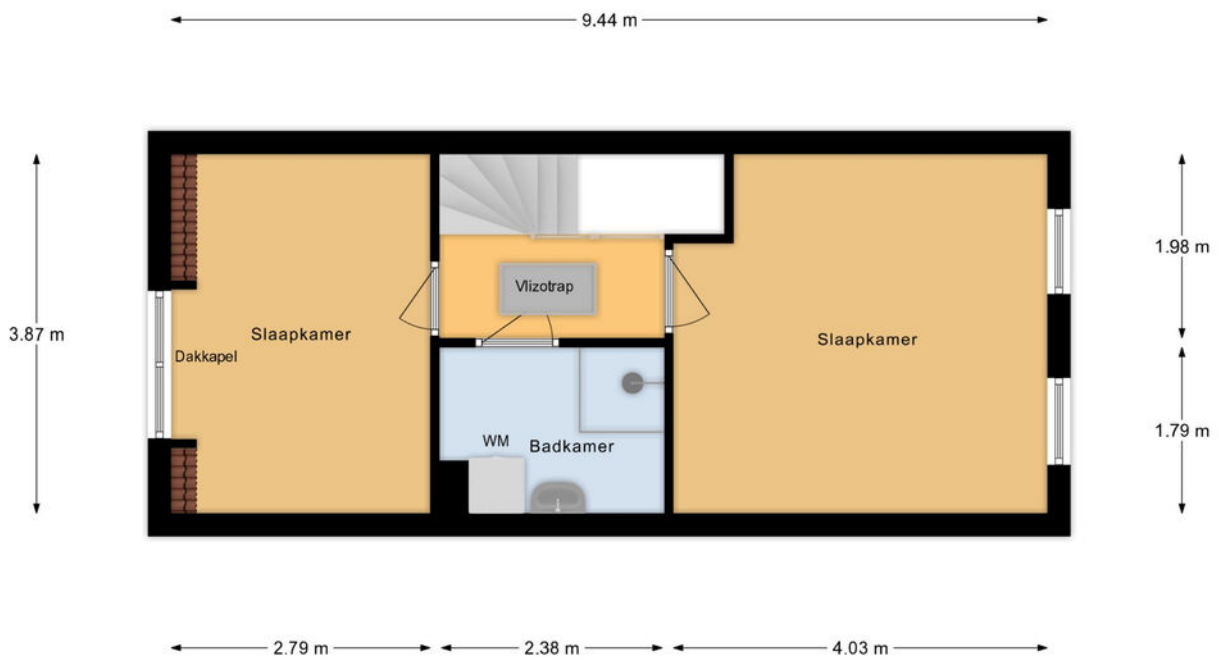 9.44 m
3.87 m
1.98 m
Vlizotrap
Slaapkamer
Slaapkamer
Dakkapel
WM
Badkamer
1.79 m
2.79 m
2.38 m
4.03 m